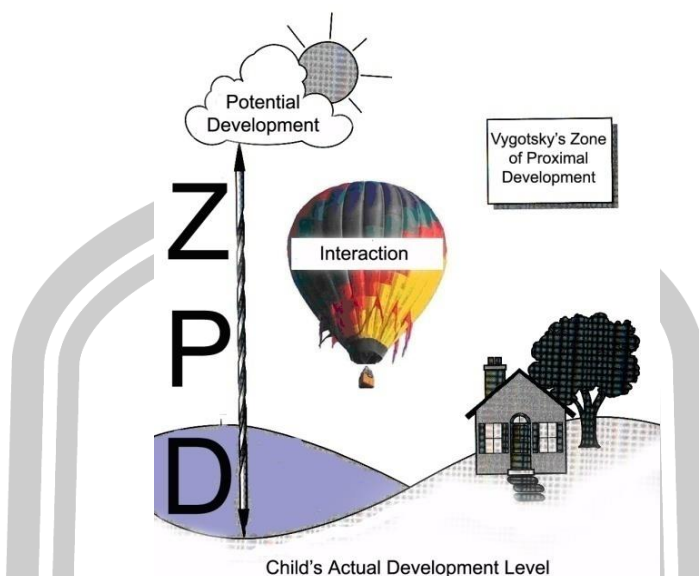 Potential
Development
Vygotsky's Zone
of Proximal
Development
Z
Interaction
P
D
Child's Actual Development Level